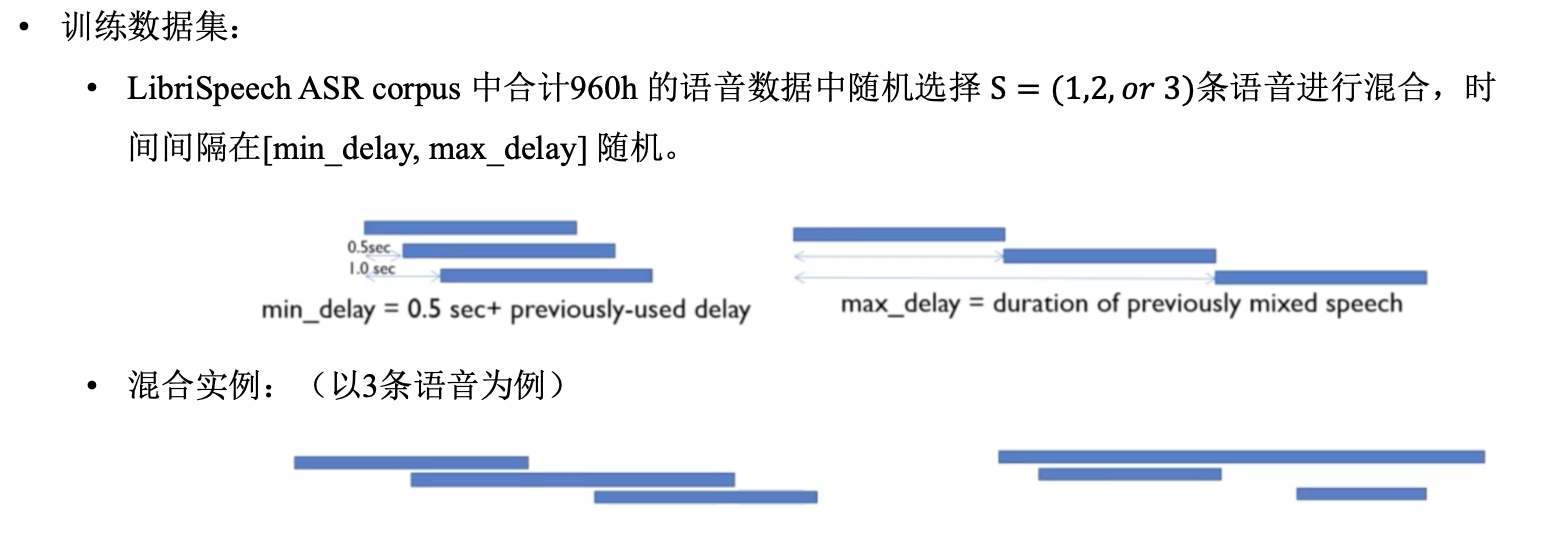 • 训练数据集：
• LibriSpeech ASR corpus 中合计960h 的语音数据中随机选择 S = (1,2, or 3)条语音进行混合，时
间间隔在[min_delay, max_delay] 随机。
0.5sec
1.0 sec
min_delay = 0.5 sec+ previously-used delay
max_delay = duration of previously mixed speech
• 混合实例：（以3条语音为例）